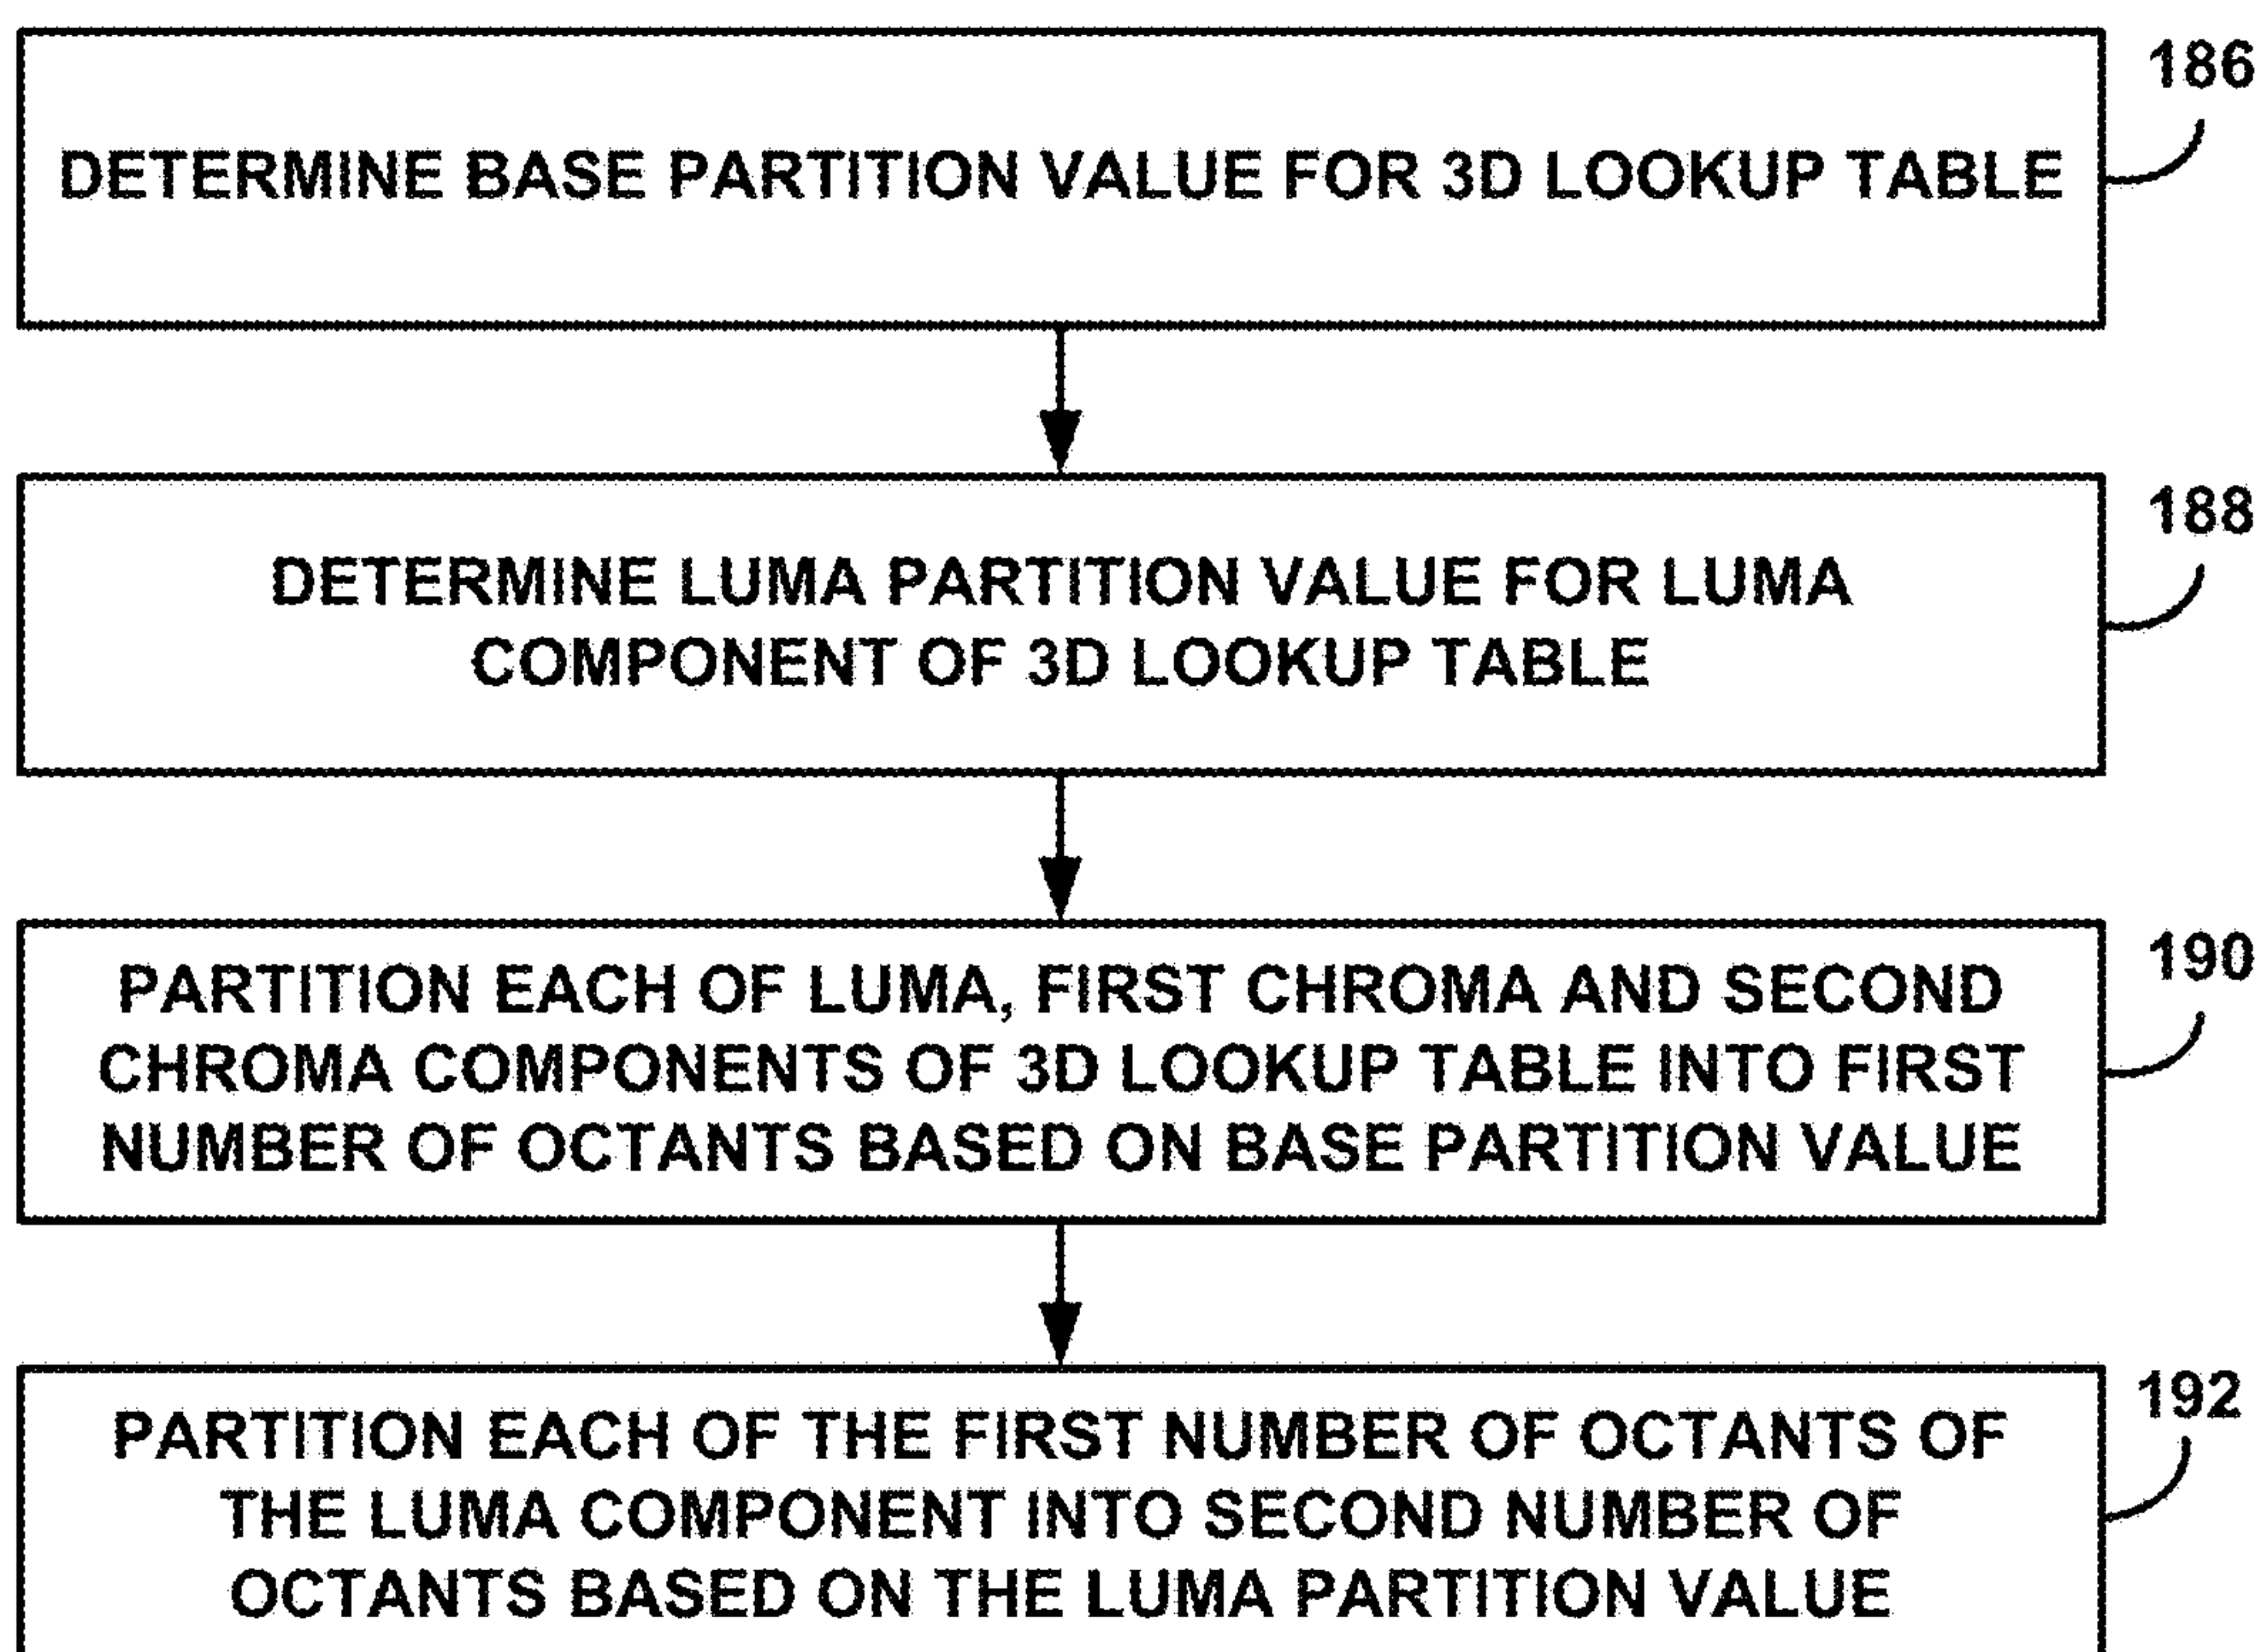 186
DETERMINE BASE PARTITION VALUE FOR 3D LOOKUP TABLE
188
DETERMINE LUMA PARTITION VALUE FOR LUMA
COMPONENT OF 3D LOOKUP TABLE
190
PARTITION EACH OF LUMA, FIRST CHROMA AND SECOND
CHROMA COMPONENTS OF 3D LOOKUP TABLE INTO FIRST
NUMBER OF OCTANTS BASED ON BASE PARTITION VALUE
192
PARTITION EACH OF THE FIRST NUMBER OF OCTANTS OF
THE LUMA COMPONENT INTO SECOND NUMBER OF
OCTANTS BASED ON THE LUMA PARTITION VALUE